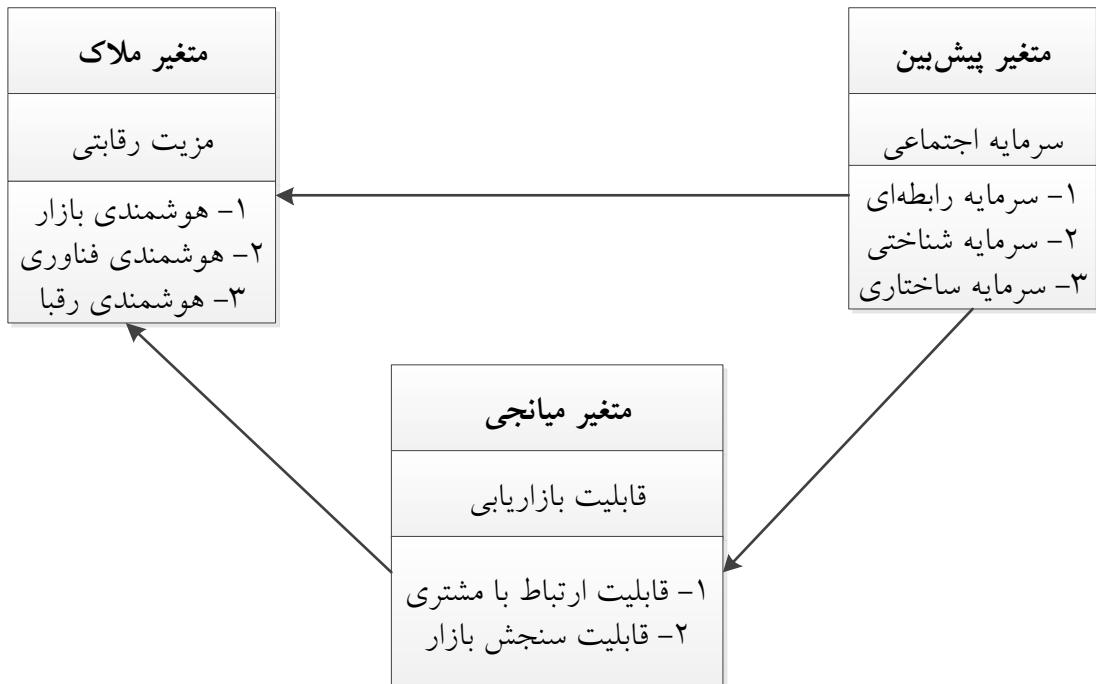 متغیر پیش‌بین
سرمایه اجتماعی
۱- سرمایه رابطه‌ای
۲- سرمایه شناختی
۳- سرمایه ساختاری
متغیر ملاک
مزیت رقابتی
۱- هوشمندی بازار
۲- هوشمندی فناوری
۳- هوشمندی رقبا
متغیر میانجی
قابلیت بازاریابی
۱- قابلیت ارتباط با مشتری
۲- قابلیت سنجش بازار